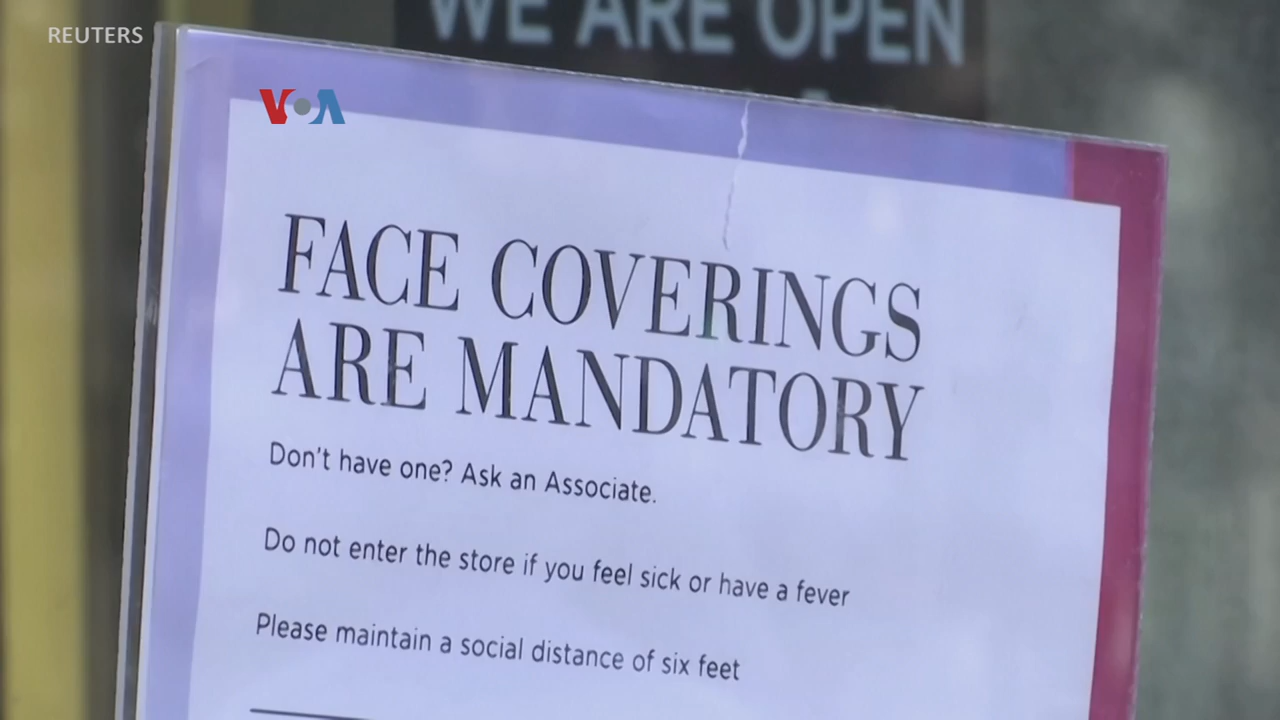 REUTERS
WE ARE OPEN
VOA
FACE COVERINGS
ARE MANDATORY
Don't have one? Ask an Associate.
Do not enter the store if you feel sick or have a fever
Please maintain a social distance of six feet